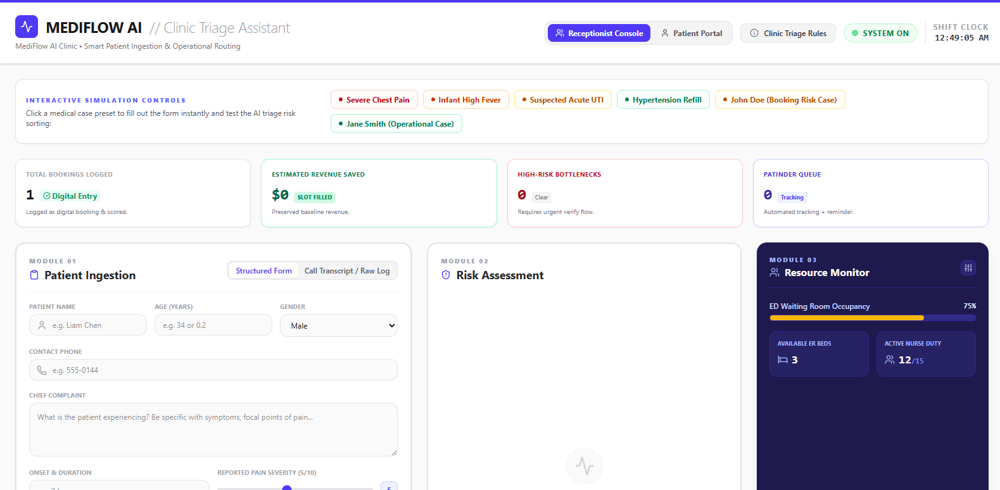 MEDIFLOW AI // Clinic Triage Assistant
MediFlow AI Clinic • Smart Patient Ingestion & Operational Routing
Receptionist Console
Patient Portal
Clinic Triage Rules
SYSTEM ON
SHIFT CLOCK
12:49:05 AM
INTERACTIVE SIMULATION CONTROLS
Click a medical case preset to fill out the form instantly and test the AI triage risk
sorting:
Severe Chest Pain
Infant High Fever
Suspected Acute UTI
Hypertension Refill
John Doe (Booking Risk Case)
Jane Smith (Operational Case)
TOTAL BOOKINGS LOGGED
1 Digital Entry
Logged as digital booking & scored.
ESTIMATED REVENUE SAVED
$0 SLOT FILLED
Preserved baseline revenue.
HIGH-RISK BOTTLENECKS
0 Clear
Requires urgent verify flow.
PATINDER QUEUE
0 Tracking
Automated tracking + reminder.
MODULE 01
Patient Ingestion
Structured Form
Call Transcript / Raw Log
PATIENT NAME
e.g. Liam Chen
AGE (YEARS)
e.g. 34 or 0.2
GENDER
Male
CONTACT PHONE
e.g. 555-0144
CHIEF COMPLAINT
What is the patient experiencing? Be specific with symptoms, focal points of pain...
ONSET & DURATION
REPORTED PAIN SEVERITY (5/10)
5
MODULE 02
Risk Assessment
MODULE 03
Resource Monitor
ED Waiting Room Occupancy
75%
AVAILABLE ER BEDS
3
ACTIVE NURSE DUTY
12/15